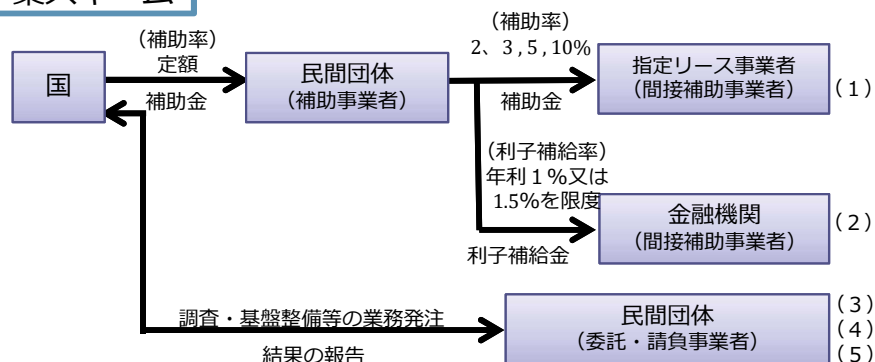 業スキーム
(補助率)
定額
補助金
国
民間団体
(補助事業者)
(補助率)
2、3,5,10%
補助金
指定リース事業者
(間接補助事業者)
(1)
(利子補給率)
年利1%又は
1.5%を限度
利子補給金
金融機関
(間接補助事業者)
(2)
調査・基盤整備等の業務発注
結果の報告
民間団体
(委託・請負事業者)
(3)
(4)
(5)